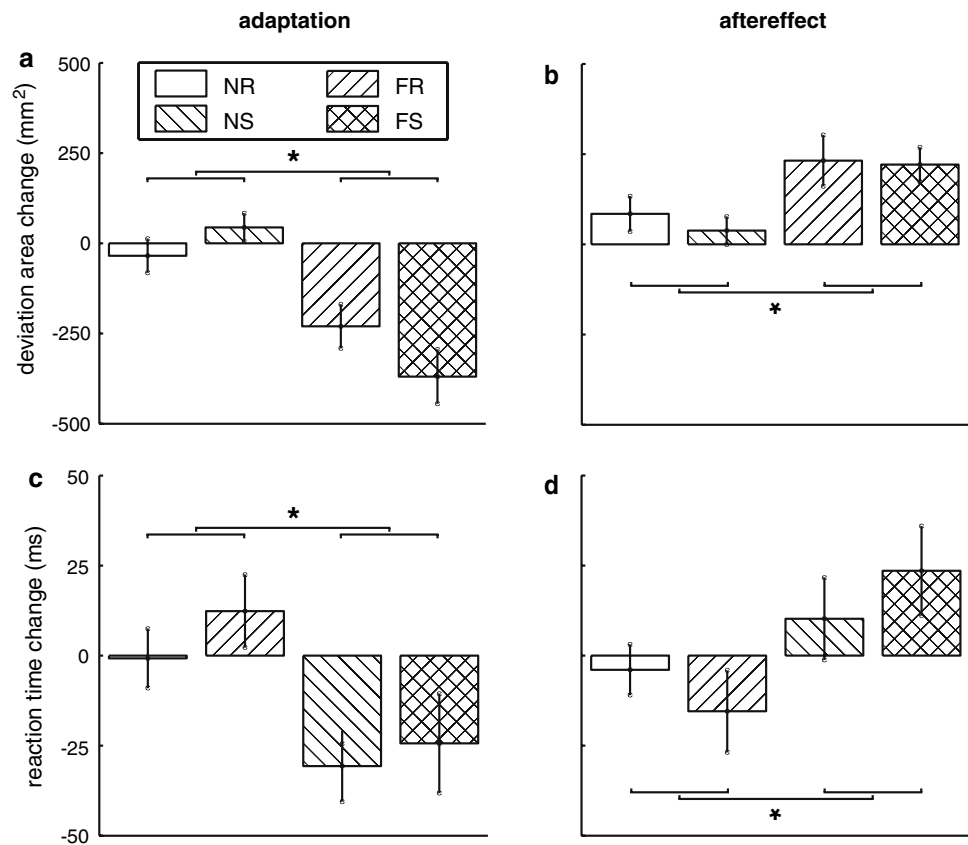 adaptation
aftereffect
a
b
deviation area change (mm²)
500
250
0
-250
-500
NR
FR
NS
FS
*
*
c
d
reaction time change (ms)
50
25
0
-25
-50
*
*